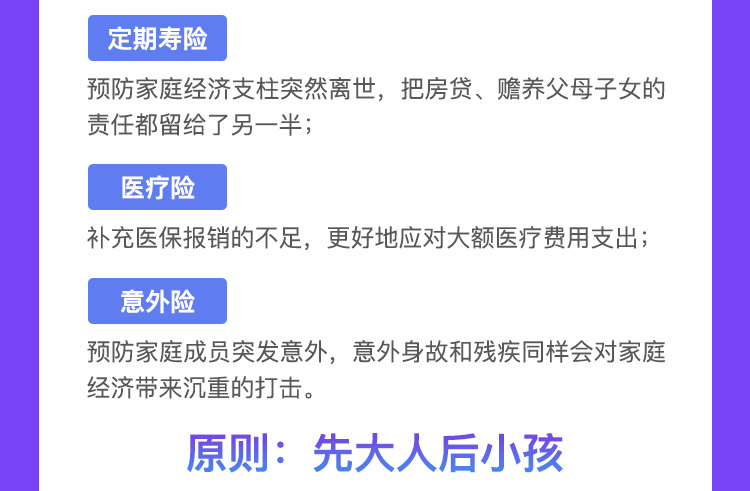 定期寿险
预防家庭经济支柱突然离世，把房贷、赡养父母子女的
责任都留给了另一半；
医疗险
补充医保报销的不足，更好地应对大额医疗费用支出；
意外险
预防家庭成员突发意外，意外身故和残疾同样会对家庭
经济带来沉重的打击。
原则：先大人后小孩